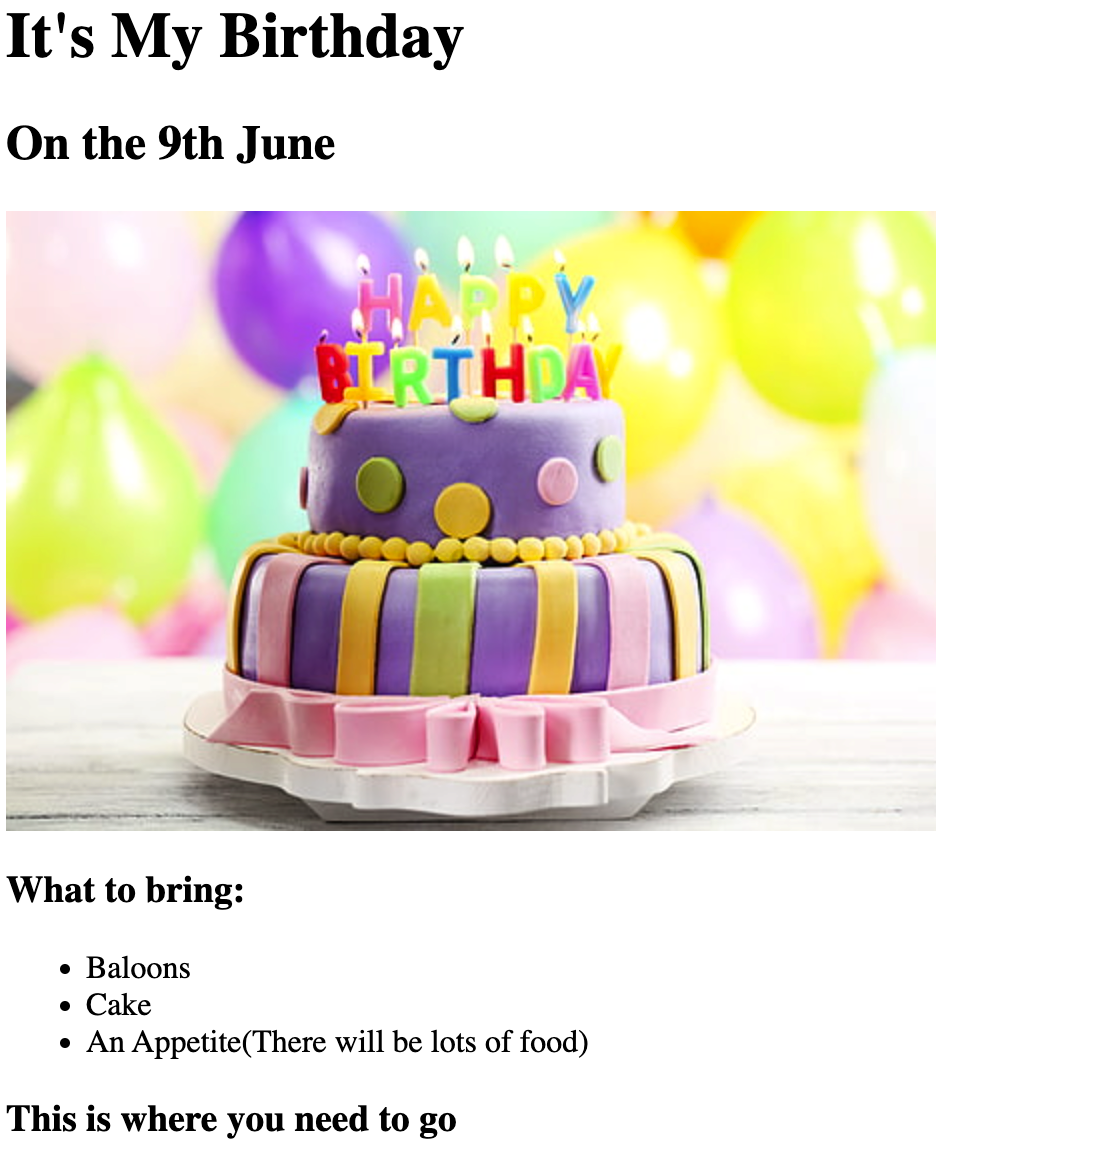 It's My Birthday
On the 9th June
HAPPY
BIRTHDAY
What to bring:
Baloons
Cake
An Appetite(There will be lots of food)
This is where you need to go